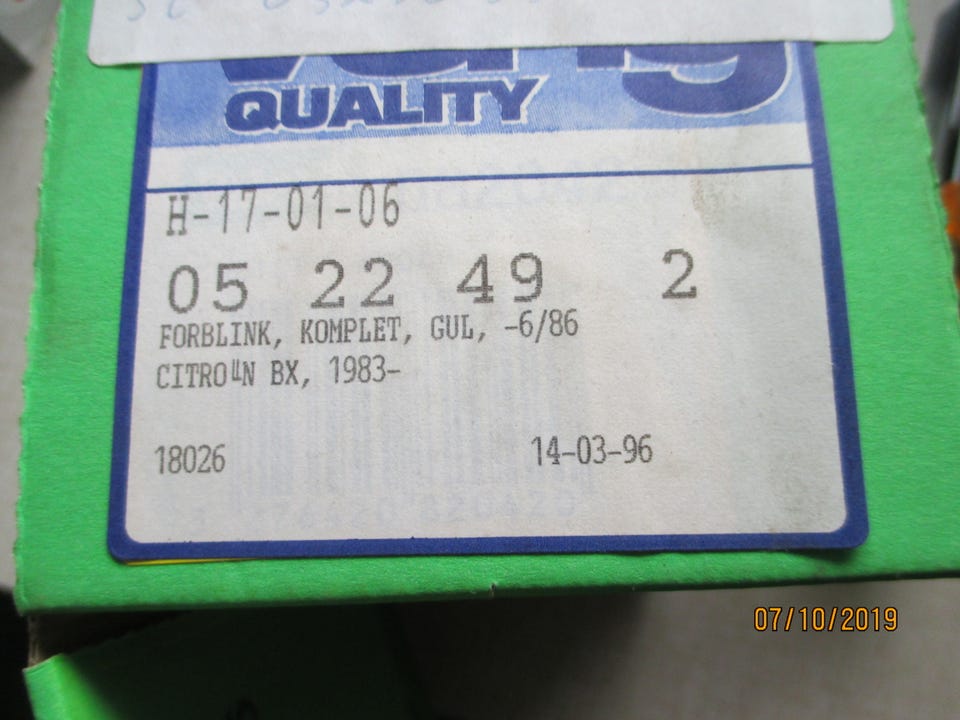 QUALITY
H-17-01-06
05 22 49 2
FORBLINK, KOMPLET, GUL, -6/86
CITRO╚N BX, 1983-
18026 14-03-96
07/10/2019